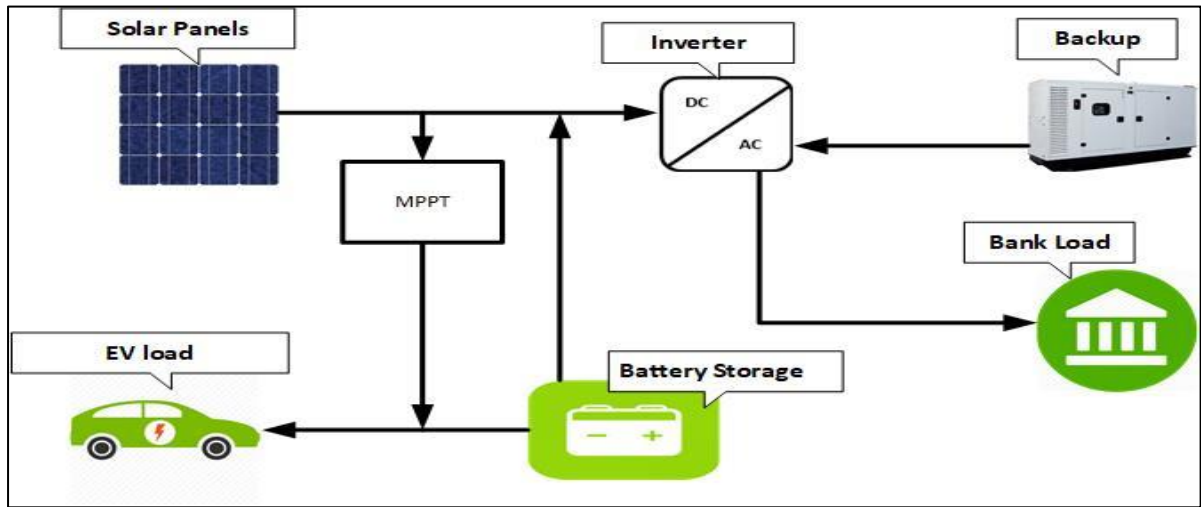 Solar Panels
Inverter
Backup
DC
AC
MPPT
Bank Load
EV load
Battery Storage